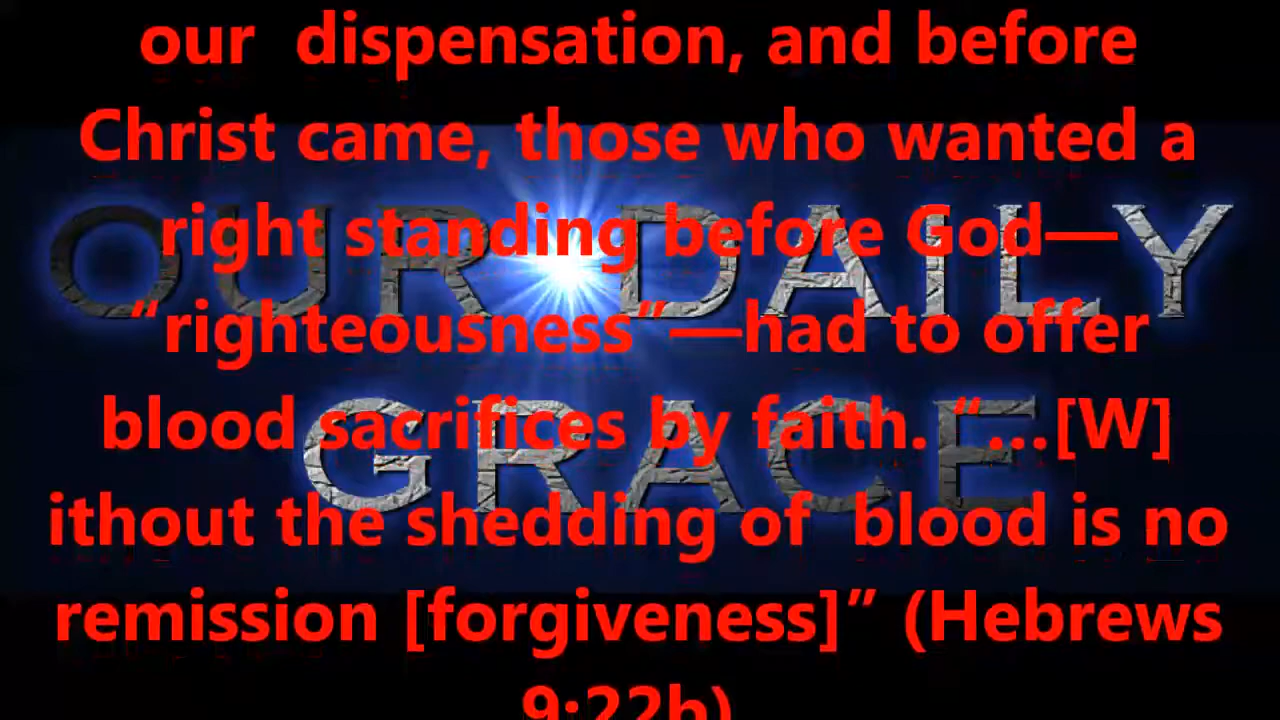 our  dispensation, and before
Christ came, those who wanted a
right standing before God—
“righteousness”—had to offer
blood sacrifices by faith. “…[W]
ithout the shedding of  blood is no
remission [forgiveness]” (Hebrews
9:22b)
OUR DAILY
GRACE